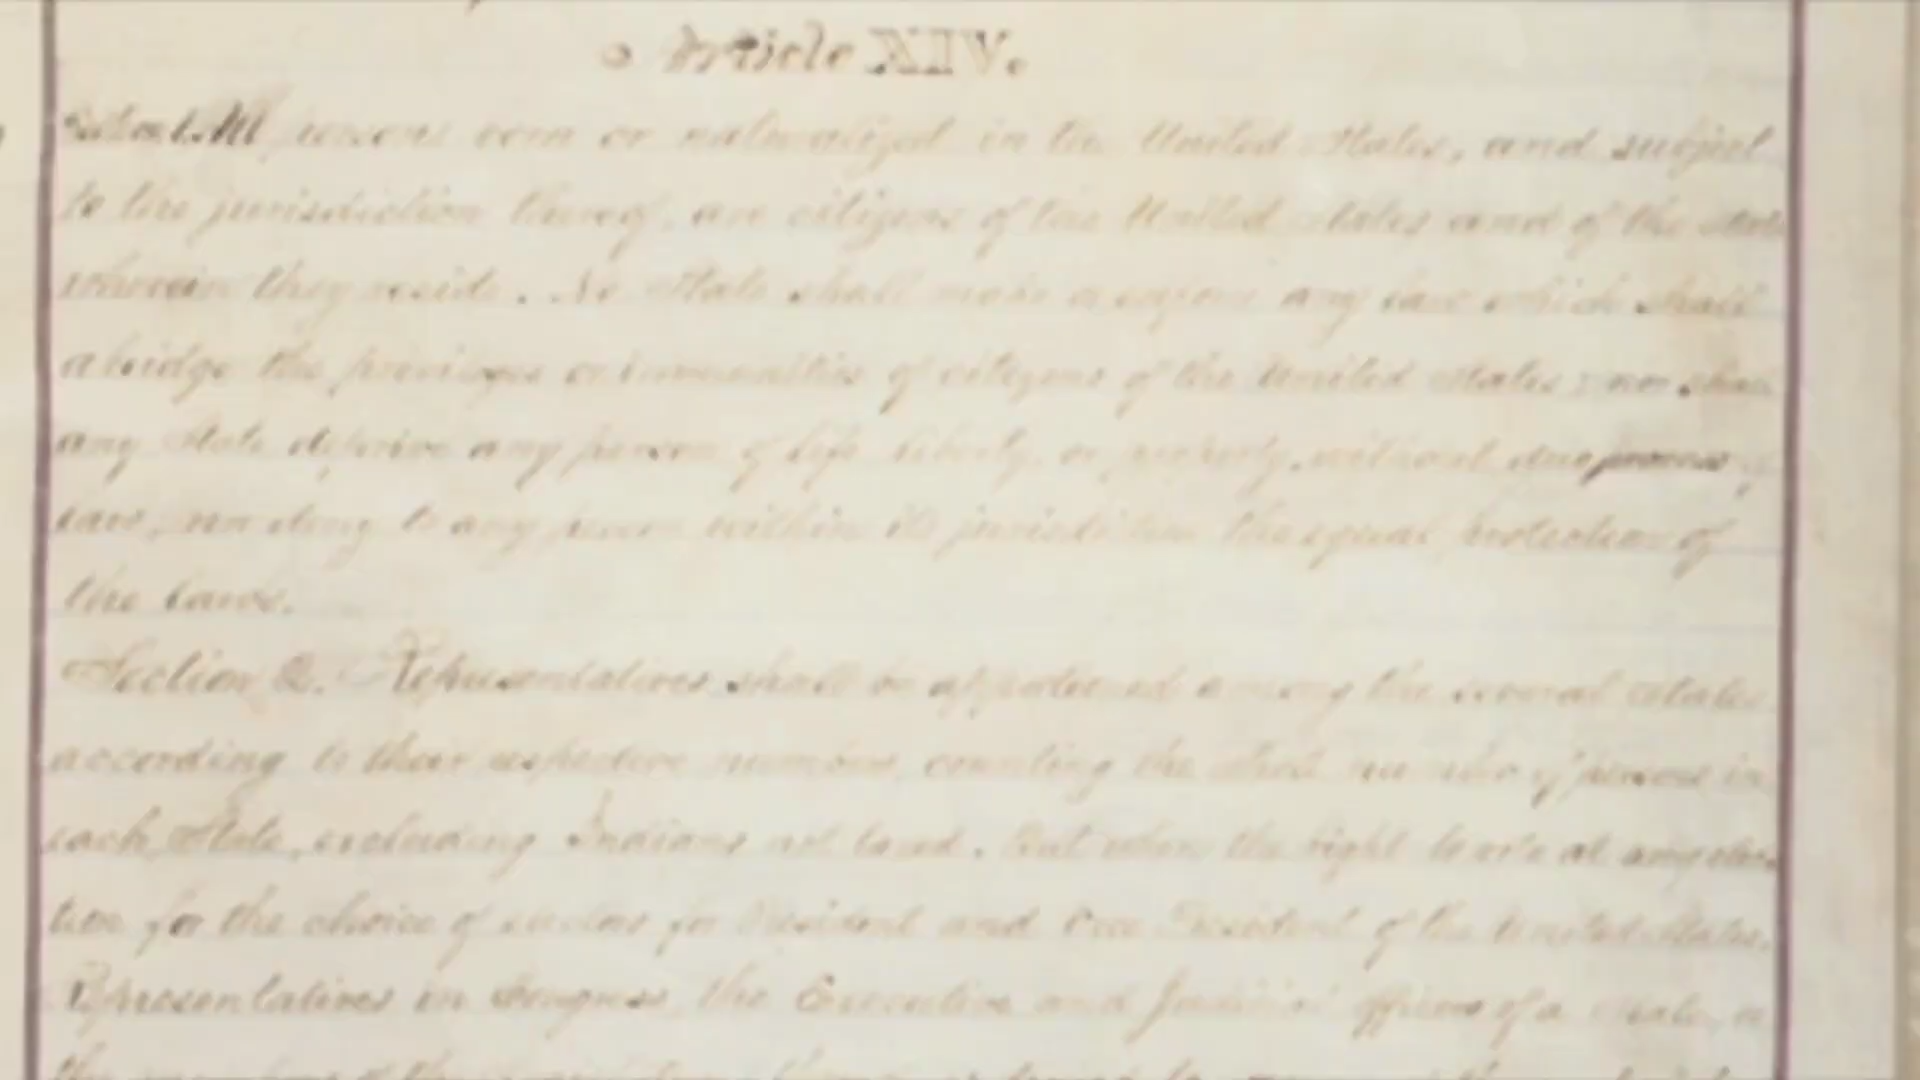 Article XIV.
Section 1. All persons born or naturalized in the United States, and subject
to the jurisdiction thereof, are citizens of the United States and of the State
wherein they reside. No State shall make or enforce any law which shall
abridge the privileges or immunities of citizens of the United States; nor shall
any State deprive any person of life, liberty, or property, without due process of
law, nor deny to any person within its jurisdiction the equal protection of
the laws.
Section 2. Representatives shall be apportioned among the several States
according to their respective numbers, counting the whole number of persons in
each State, excluding Indians not taxed. But when the right to vote at any elec
tion for the choice of electors for President and Vice President of the United States,
Representatives in Congress, the Executive and Judicial officers of a State, or
the members of the